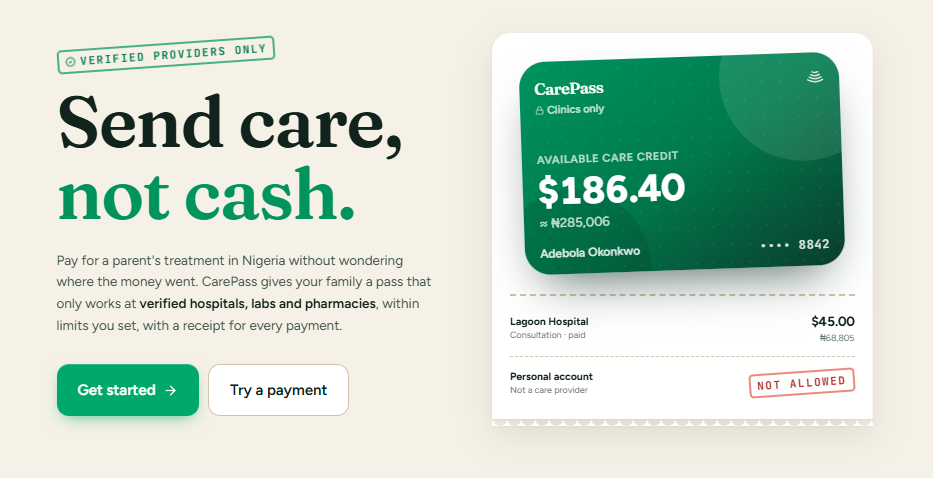 VERIFIED PROVIDERS ONLY
Send care,
not cash.
Pay for a parent's treatment in Nigeria without wondering
where the money went. CarePass gives your family a pass that
only works at verified hospitals, labs and pharmacies, within
limits you set, with a receipt for every payment.
Get started →
Try a payment
CarePass
Clinics only
AVAILABLE CARE CREDIT
$186.40
≈ ₦285,006
Adebola Okonkwo
•••• 8842
Lagoon Hospital
$45.00
Consultation · paid
₦68,805
Personal account
Not a care provider
NOT ALLOWED